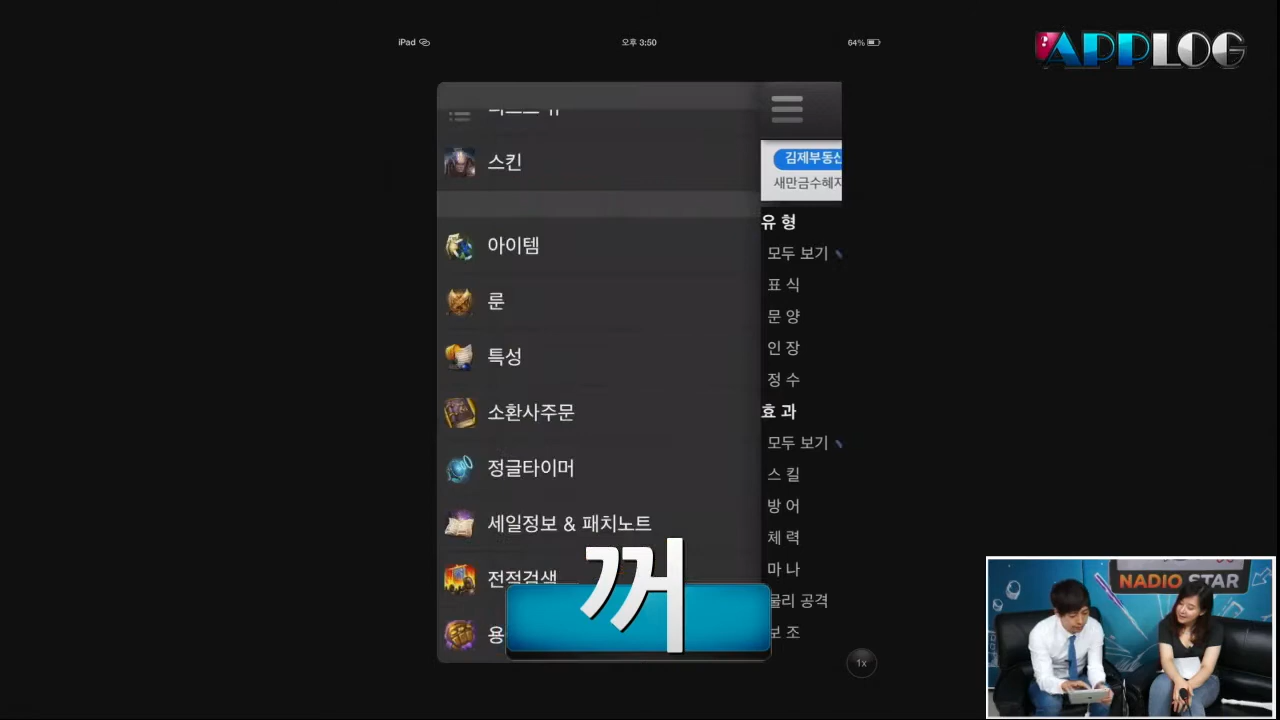 iPad
오후 3:50
64%
?APPLOG
스킨
아이템
룬
특성
소환사주문
정글타이머
세일정보 & 패치노트
전적검색
김제부동산
새만금수혜지
유 형
모두 보기
표 식
문 양
인 장
정 수
효 과
모두 보기
스 킬
방 어
체 력
마 나
물리 공격
보 조
꺼
1x
NADIO STAR